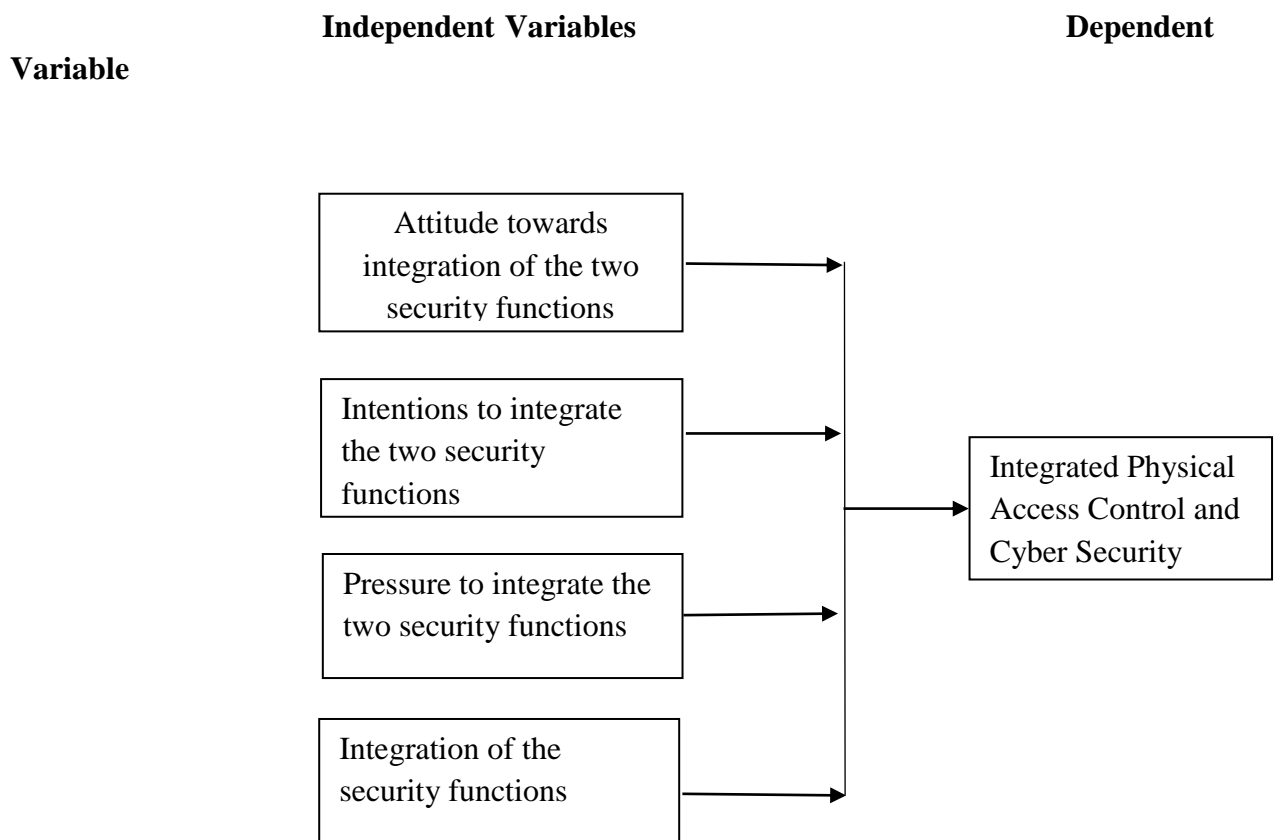 Independent Variables Dependent
Variable
Attitude towards
integration of the two
security functions
Intentions to integrate
the two security
functions
Pressure to integrate the
two security functions
Integration of the
security functions
Integrated Physical
Access Control and
Cyber Security